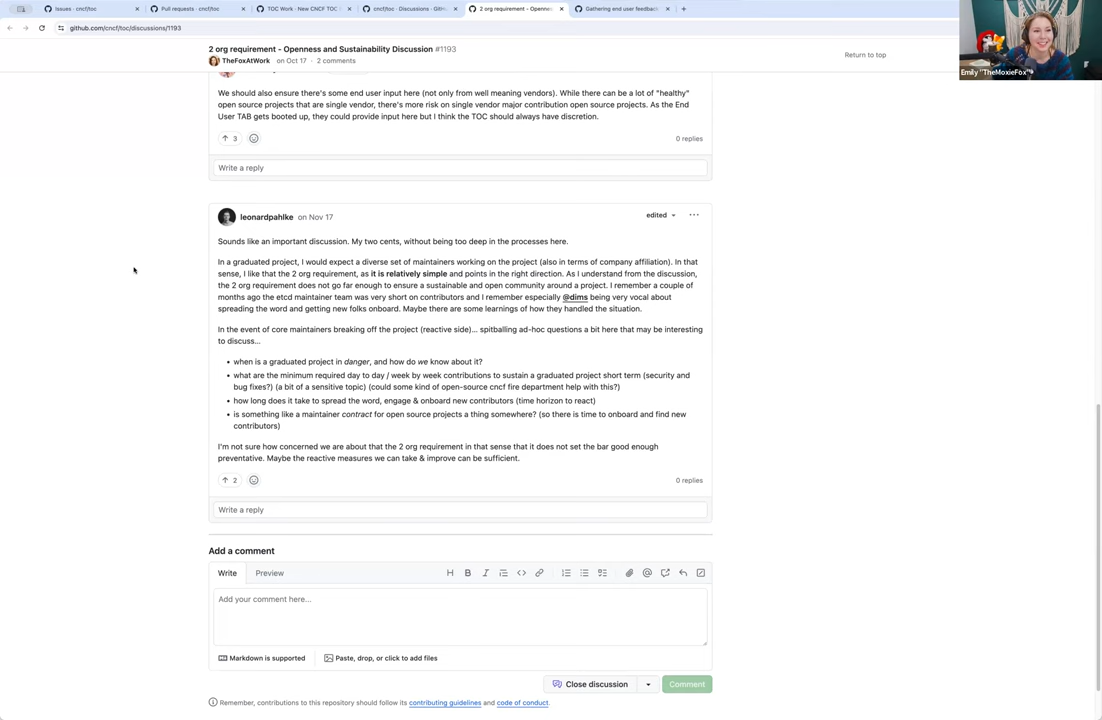 Issues · cncf/toc
Pull requests · cncf/toc
TOC Work · New CNCF TOC
cncf/toc · Discussions · GitH
2 org requirement - Openness
Gathering end user feedback
github.com/cncf/toc/discussions/1193
2 org requirement - Openness and Sustainability Discussion #1193
TheFoxAtWork on Oct 17 · 2 comments
Return to top
Emily "TheMoxieFox"
We should also ensure there's some end user input here (not only from well meaning vendors). While there can be a lot of "healthy"
open source projects that are single vendor, there's more risk on single vendor major contribution open source projects. As the End
User TAB gets booted up, they could provide input here but I think the TOC should always have discretion.
3
0 replies
Write a reply
leonardpahlke on Nov 17
edited
Sounds like an important discussion. My two cents, without being too deep in the processes here.
In a graduated project, I would expect a diverse set of maintainers working on the project (also in terms of company affiliation). In that
sense, I like that the 2 org requirement, as it is relatively simple and points in the right direction. As I understand from the discussion,
the 2 org requirement does not go far enough to ensure a sustainable and open community around a project. I remember a couple of
months ago the etcd maintainer team was very short on contributors and I remember especially @dims being very vocal about
spreading the word and getting new folks onboard. Maybe there are some learnings of how they handled the situation.
In the event of core maintainers breaking off the project (reactive side)... spitballing ad-hoc questions a bit here that may be interesting
to discuss...
• when is a graduated project in danger, and how do we know about it?
• what are the minimum required day to day / week by week contributions to sustain a graduated project short term (security and
bug fixes?) (a bit of a sensitive topic) (could some kind of open-source cncf fire department help with this?)
• how long does it take to spread the word, engage & onboard new contributors (time horizon to react)
• is something like a maintainer contract for open source projects a thing somewhere? (so there is time to onboard and find new
contributors)
I'm not sure how concerned we are about that the 2 org requirement in that sense that it does not set the bar good enough
preventative. Maybe the reactive measures we can take & improve can be sufficient.
2
0 replies
Write a reply
Add a comment
Write
Preview
Add your comment here...
Markdown is supported
Paste, drop, or click to add files
Close discussion
Comment
Remember, contributions to this repository should follow its contributing guidelines and code of conduct.